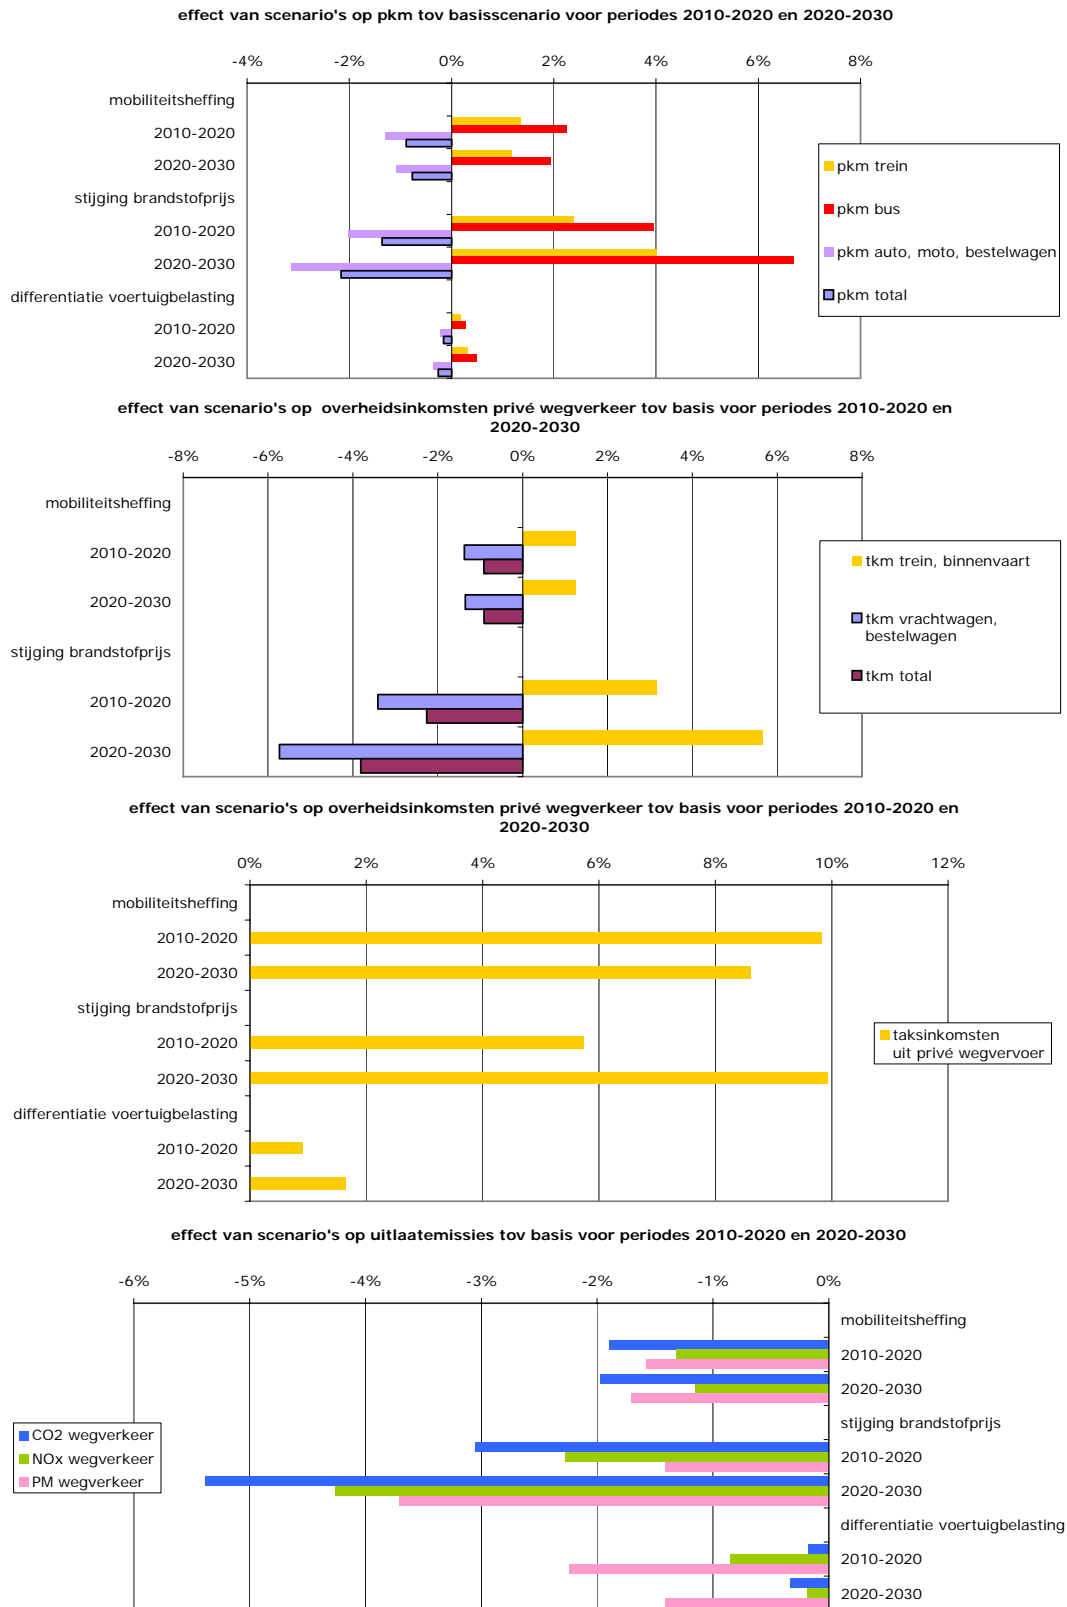 effect van scenario's op pkm tov basisscenario voor periodes 2010-2020 en 2020-2030
-4% -2% 0% 2% 4% 6% 8%
mobiliteitsheffing
2010-2020
2020-2030
stijging brandstofprijs
2010-2020
2020-2030
differentiatie voertuigbelasting
2010-2020
2020-2030
pkm trein
pkm bus
pkm auto, moto, bestelwagen
pkm total
effect van scenario's op overheidsinkomsten privé wegverkeer tov basis voor periodes 2010-2020 en
2020-2030
-8% -6% -4% -2% 0% 2% 4% 6% 8%
mobiliteitsheffing
2010-2020
2020-2030
stijging brandstofprijs
2010-2020
2020-2030
tkm trein, binnenvaart
tkm vrachtwagen,
bestelwagen
tkm total
effect van scenario's op overheidsinkomsten privé wegverkeer tov basis voor periodes 2010-2020 en
2020-2030
0% 2% 4% 6% 8% 10% 12%
mobiliteitsheffing
2010-2020
2020-2030
stijging brandstofprijs
2010-2020
2020-2030
differentiatie voertuigbelasting
2010-2020
2020-2030
taksinkomsten
uit privé wegvervoer
effect van scenario's op uitlaatemissies tov basis voor periodes 2010-2020 en 2020-2030
-6% -5% -4% -3% -2% -1% 0%
mobiliteitsheffing
2010-2020
2020-2030
stijging brandstofprijs
2010-2020
2020-2030
differentiatie voertuigbelasting
2010-2020
2020-2030
CO2 wegverkeer
NOx wegverkeer
PM wegverkeer